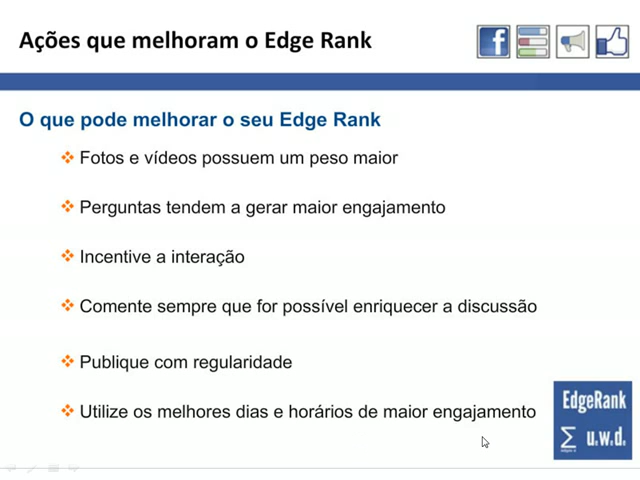 Ações que melhoram o Edge Rank
O que pode melhorar o seu Edge Rank
Fotos e vídeos possuem um peso maior
Perguntas tendem a gerar maior engajamento
Incentive a interação
Comente sempre que for possível enriquecer a discussão
Publique com regularidade
Utilize os melhores dias e horários de maior engajamento
EdgeRank
∑ u.w.d.